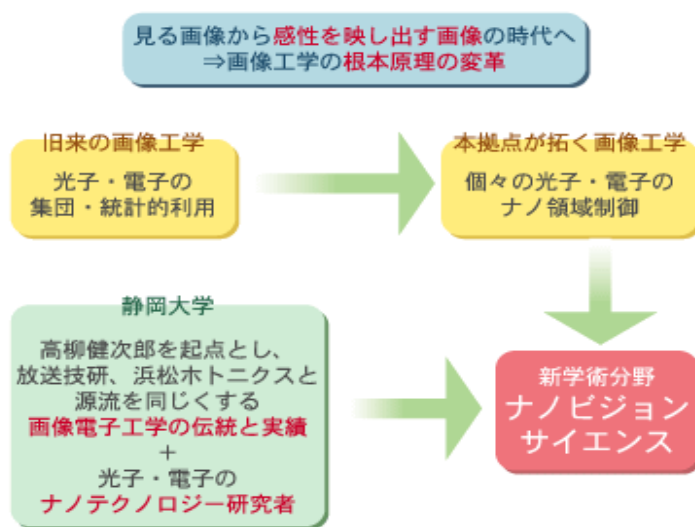 見る画像から感性を映し出す画像の時代へ
⇒画像工学の根本原理の変革
旧来の画像工学
光子・電子の
集団・統計的利用
本拠点が拓く画像工学
個々の光子・電子の
ナノ領域制御
静岡大学
高柳健次郎を起点とし、
放送技研、浜松ホトニクスと
源流を同じくする
画像電子工学の伝統と実績
+
光子・電子の
ナノテクノロジー研究者
新学術分野
ナノビジョン
サイエンス